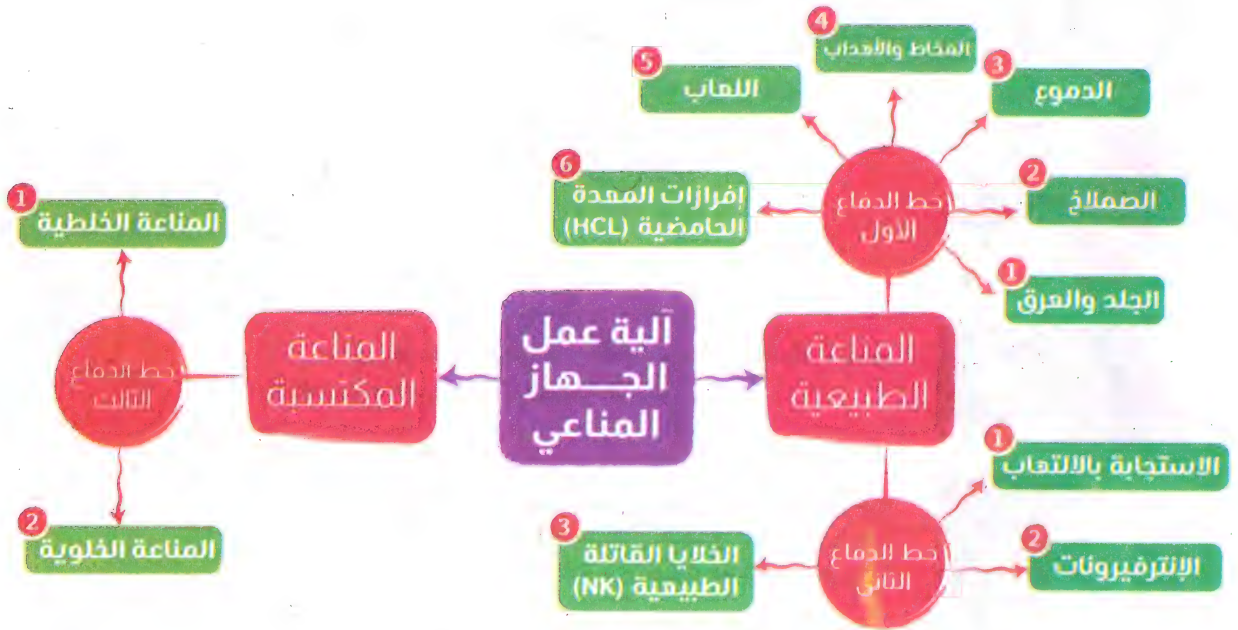 آلية عمل
الجـــهاز
المناعي
المناعة
الطبيعية
خط الدفاع
الأول
1
الجلد والعرق
2
الصملاخ
3
الدموع
4
المخاط والأهداب
5
اللعاب
6
إفرازات المعدة
الحامضية (HCL)
خط الدفاع
الثاني
1
الاستجابة بالالتهاب
2
الإنترفيرونات
3
الخلايا القاتلة
الطبيعية (NK)
المناعة
المكتسبة
خط الدفاع
الثالث
1
المناعة الخلطية
2
المناعة الخلوية